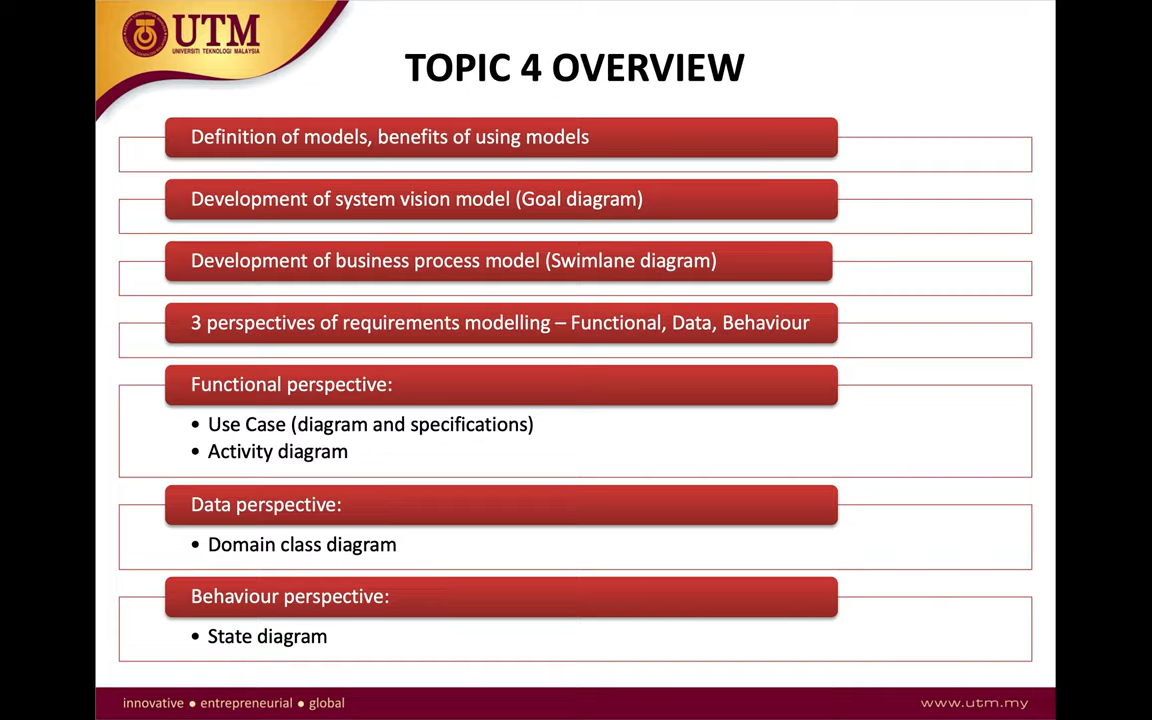 UTM
UNIVERSITI TEKNOLOGI MALAYSIA
TOPIC 4 OVERVIEW
Definition of models, benefits of using models
Development of system vision model (Goal diagram)
Development of business process model (Swimlane diagram)
3 perspectives of requirements modelling – Functional, Data, Behaviour
Functional perspective:
• Use Case (diagram and specifications)
• Activity diagram
Data perspective:
• Domain class diagram
Behaviour perspective:
• State diagram
innovative ● entrepreneurial ● global
www.utm.my